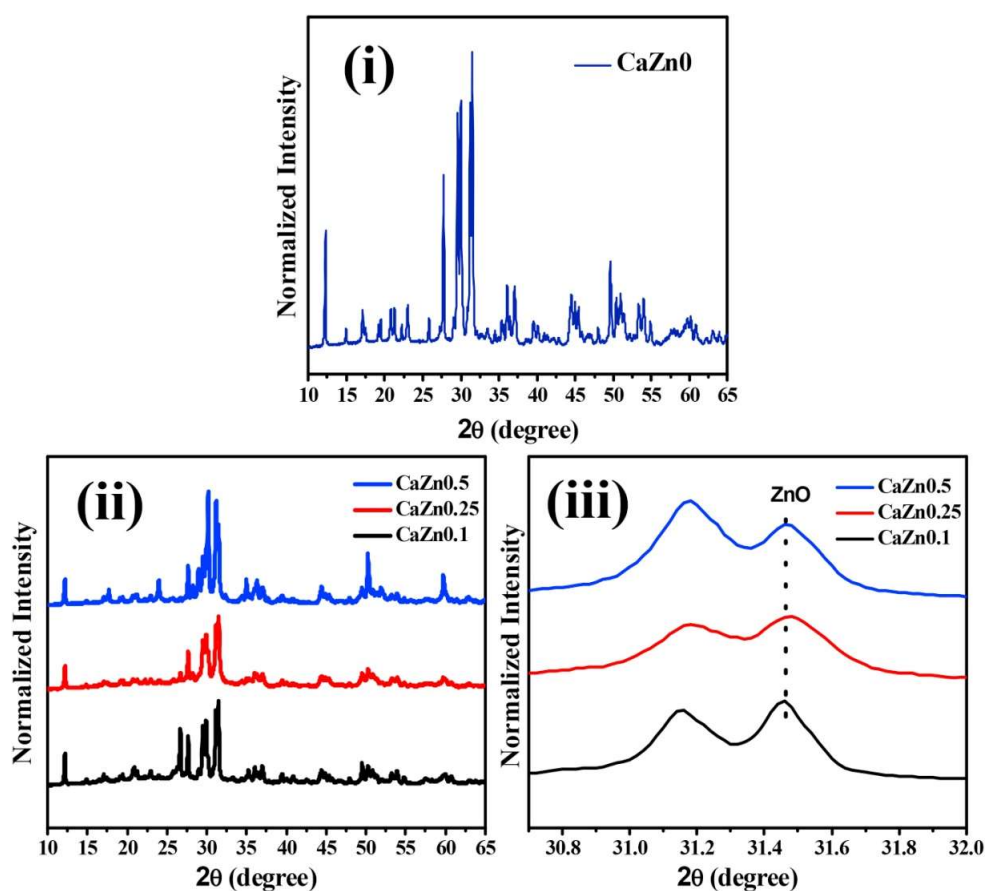 (i)
CaZn0
Normalized Intensity
10 15 20 25 30 35 40 45 50 55 60 65
2θ (degree)
(ii)
CaZn0.5
CaZn0.25
CaZn0.1
Normalized Intensity
10 15 20 25 30 35 40 45 50 55 60 65
2θ (degree)
(iii)
ZnO
CaZn0.5
CaZn0.25
CaZn0.1
Normalized Intensity
30.8 31.0 31.2 31.4 31.6 31.8 32.0
2θ (degree)